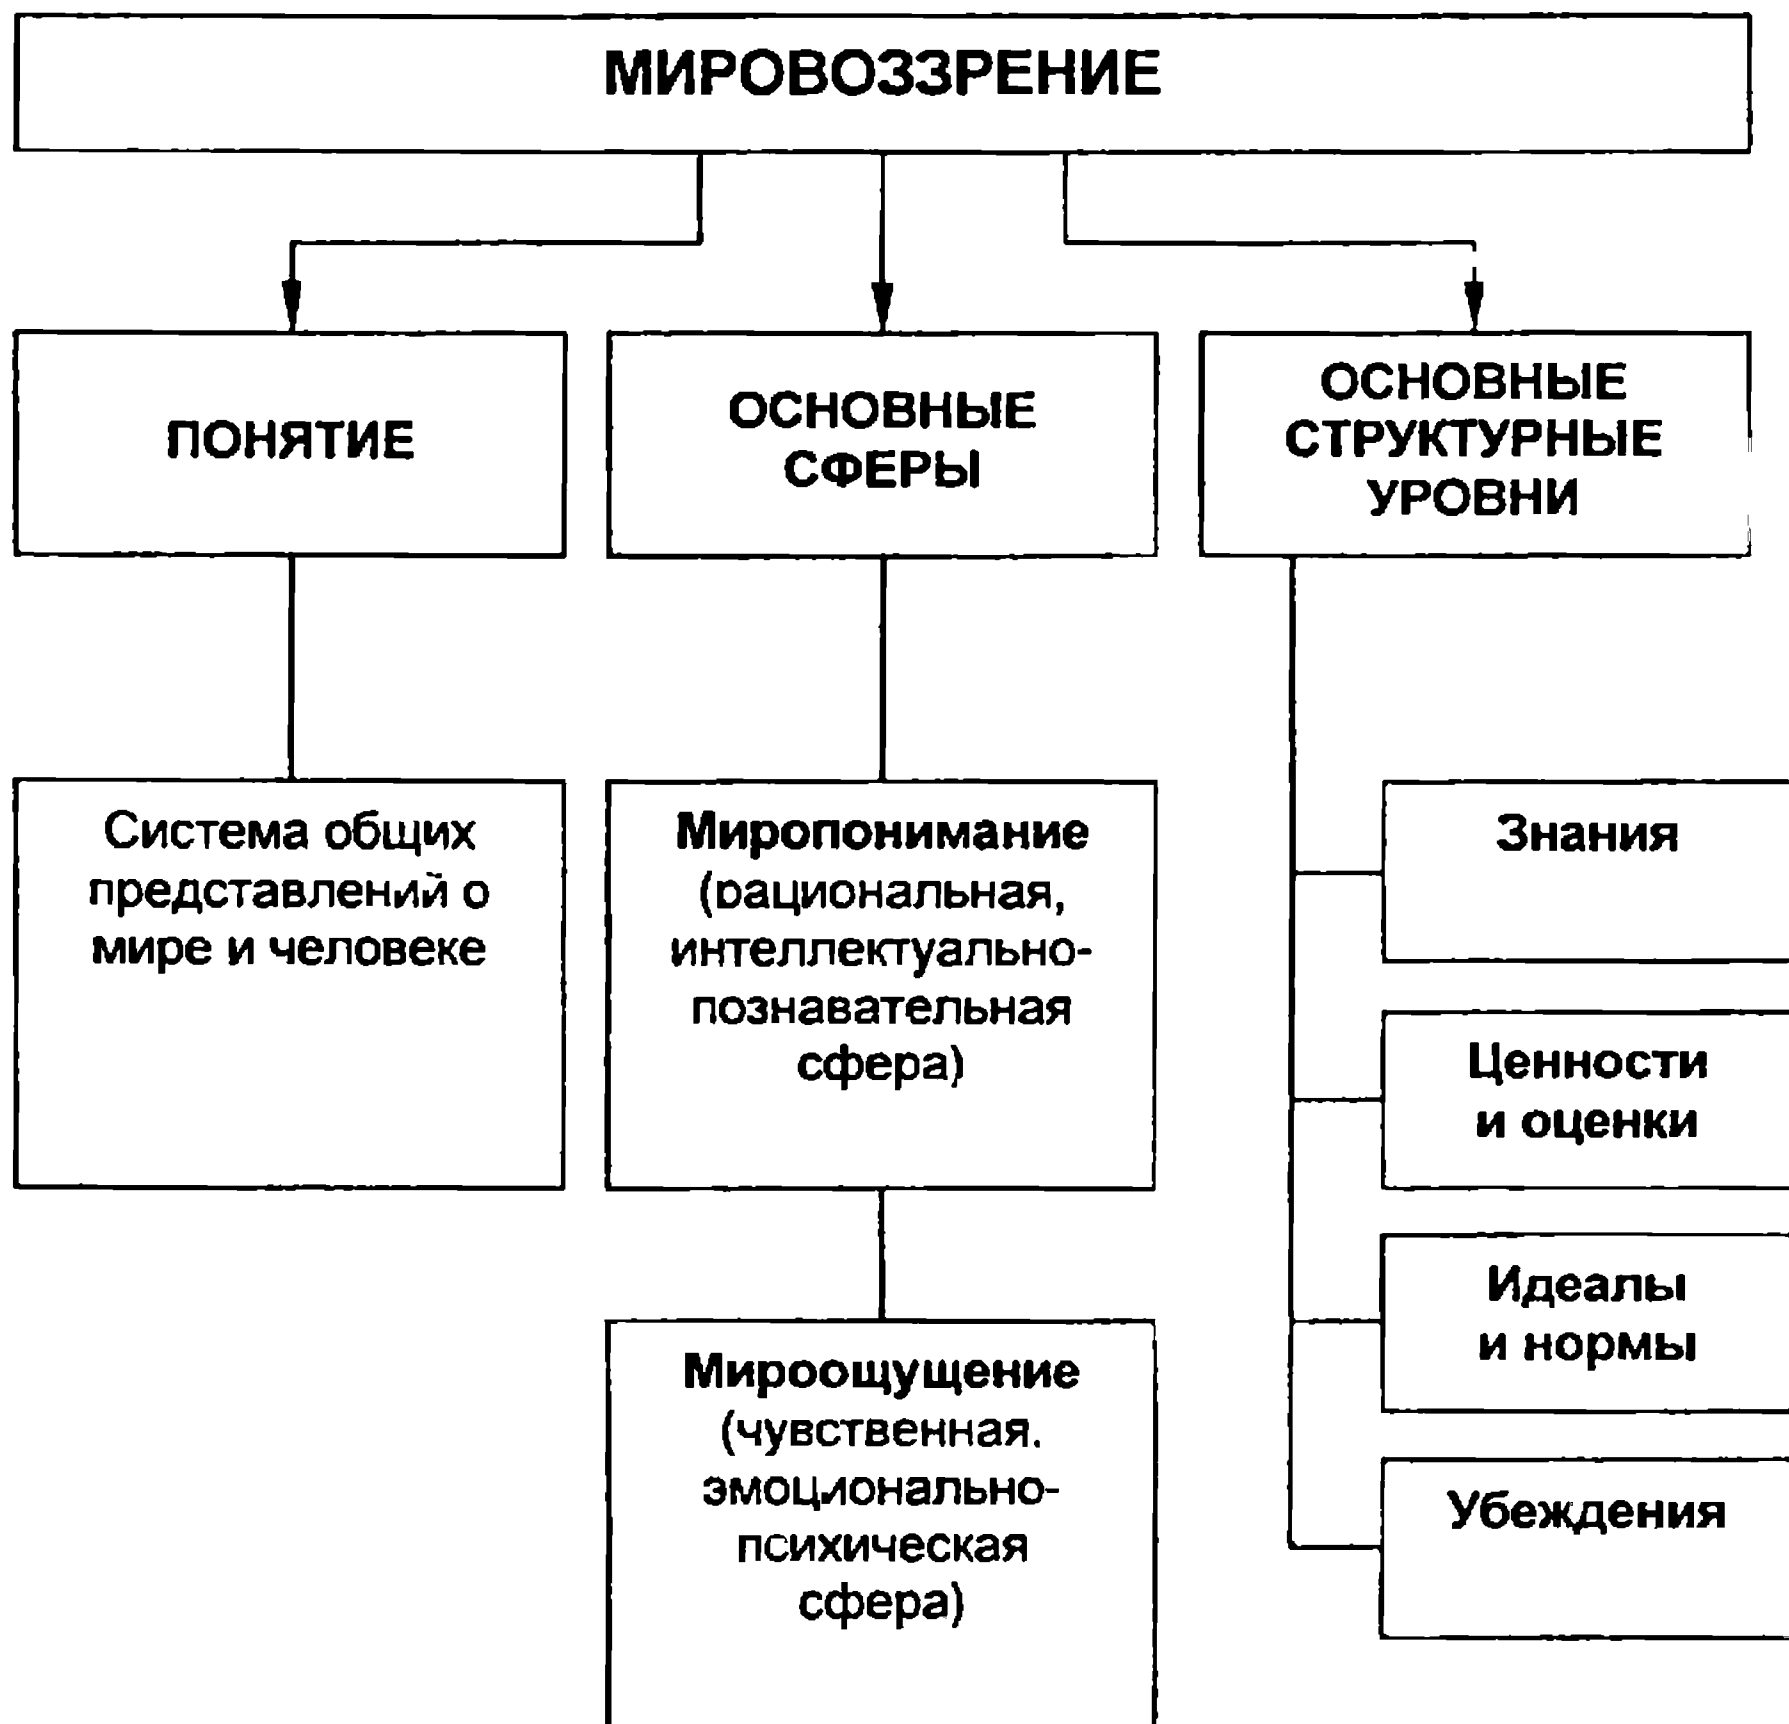 МИРОВОЗЗРЕНИЕ
ПОНЯТИЕ
ОСНОВНЫЕ
СФЕРЫ
ОСНОВНЫЕ
СТРУКТУРНЫЕ
УРОВНИ
Система общих
представлений о
мире и человеке
Миропонимание
(рациональная,
интеллектуально-
познавательная
сфера)
Мироощущение
(чувственная,
эмоционально-
психическая
сфера)
Знания
Ценности
и оценки
Идеалы
и нормы
Убеждения